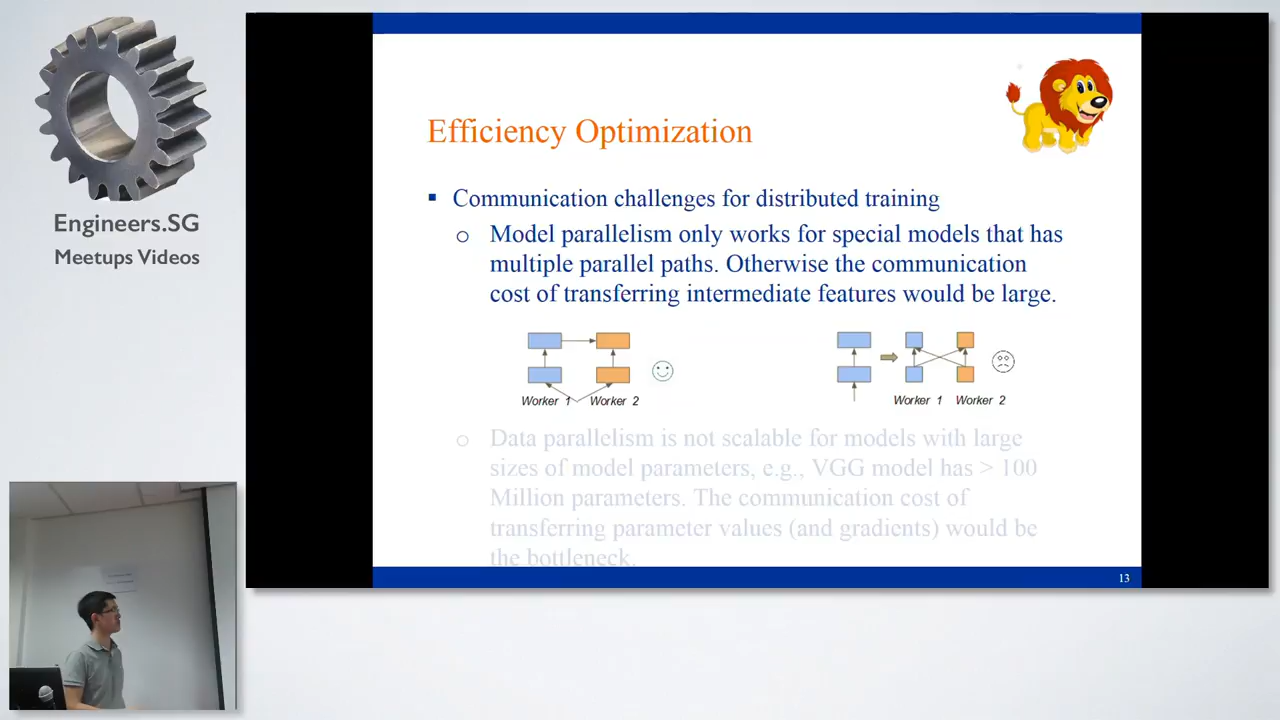 Engineers.SG
Meetups Videos
Efficiency Optimization
▪ Communication challenges for distributed training
o Model parallelism only works for special models that has
multiple parallel paths. Otherwise the communication
cost of transferring intermediate features would be large.
Worker 1 Worker 2
Worker 1 Worker 2
o Data parallelism is not scalable for models with large
sizes of model parameters, e.g., VGG model has > 100
Million parameters. The communication cost of
transferring parameter values (and gradients) would be
the bottleneck.
13